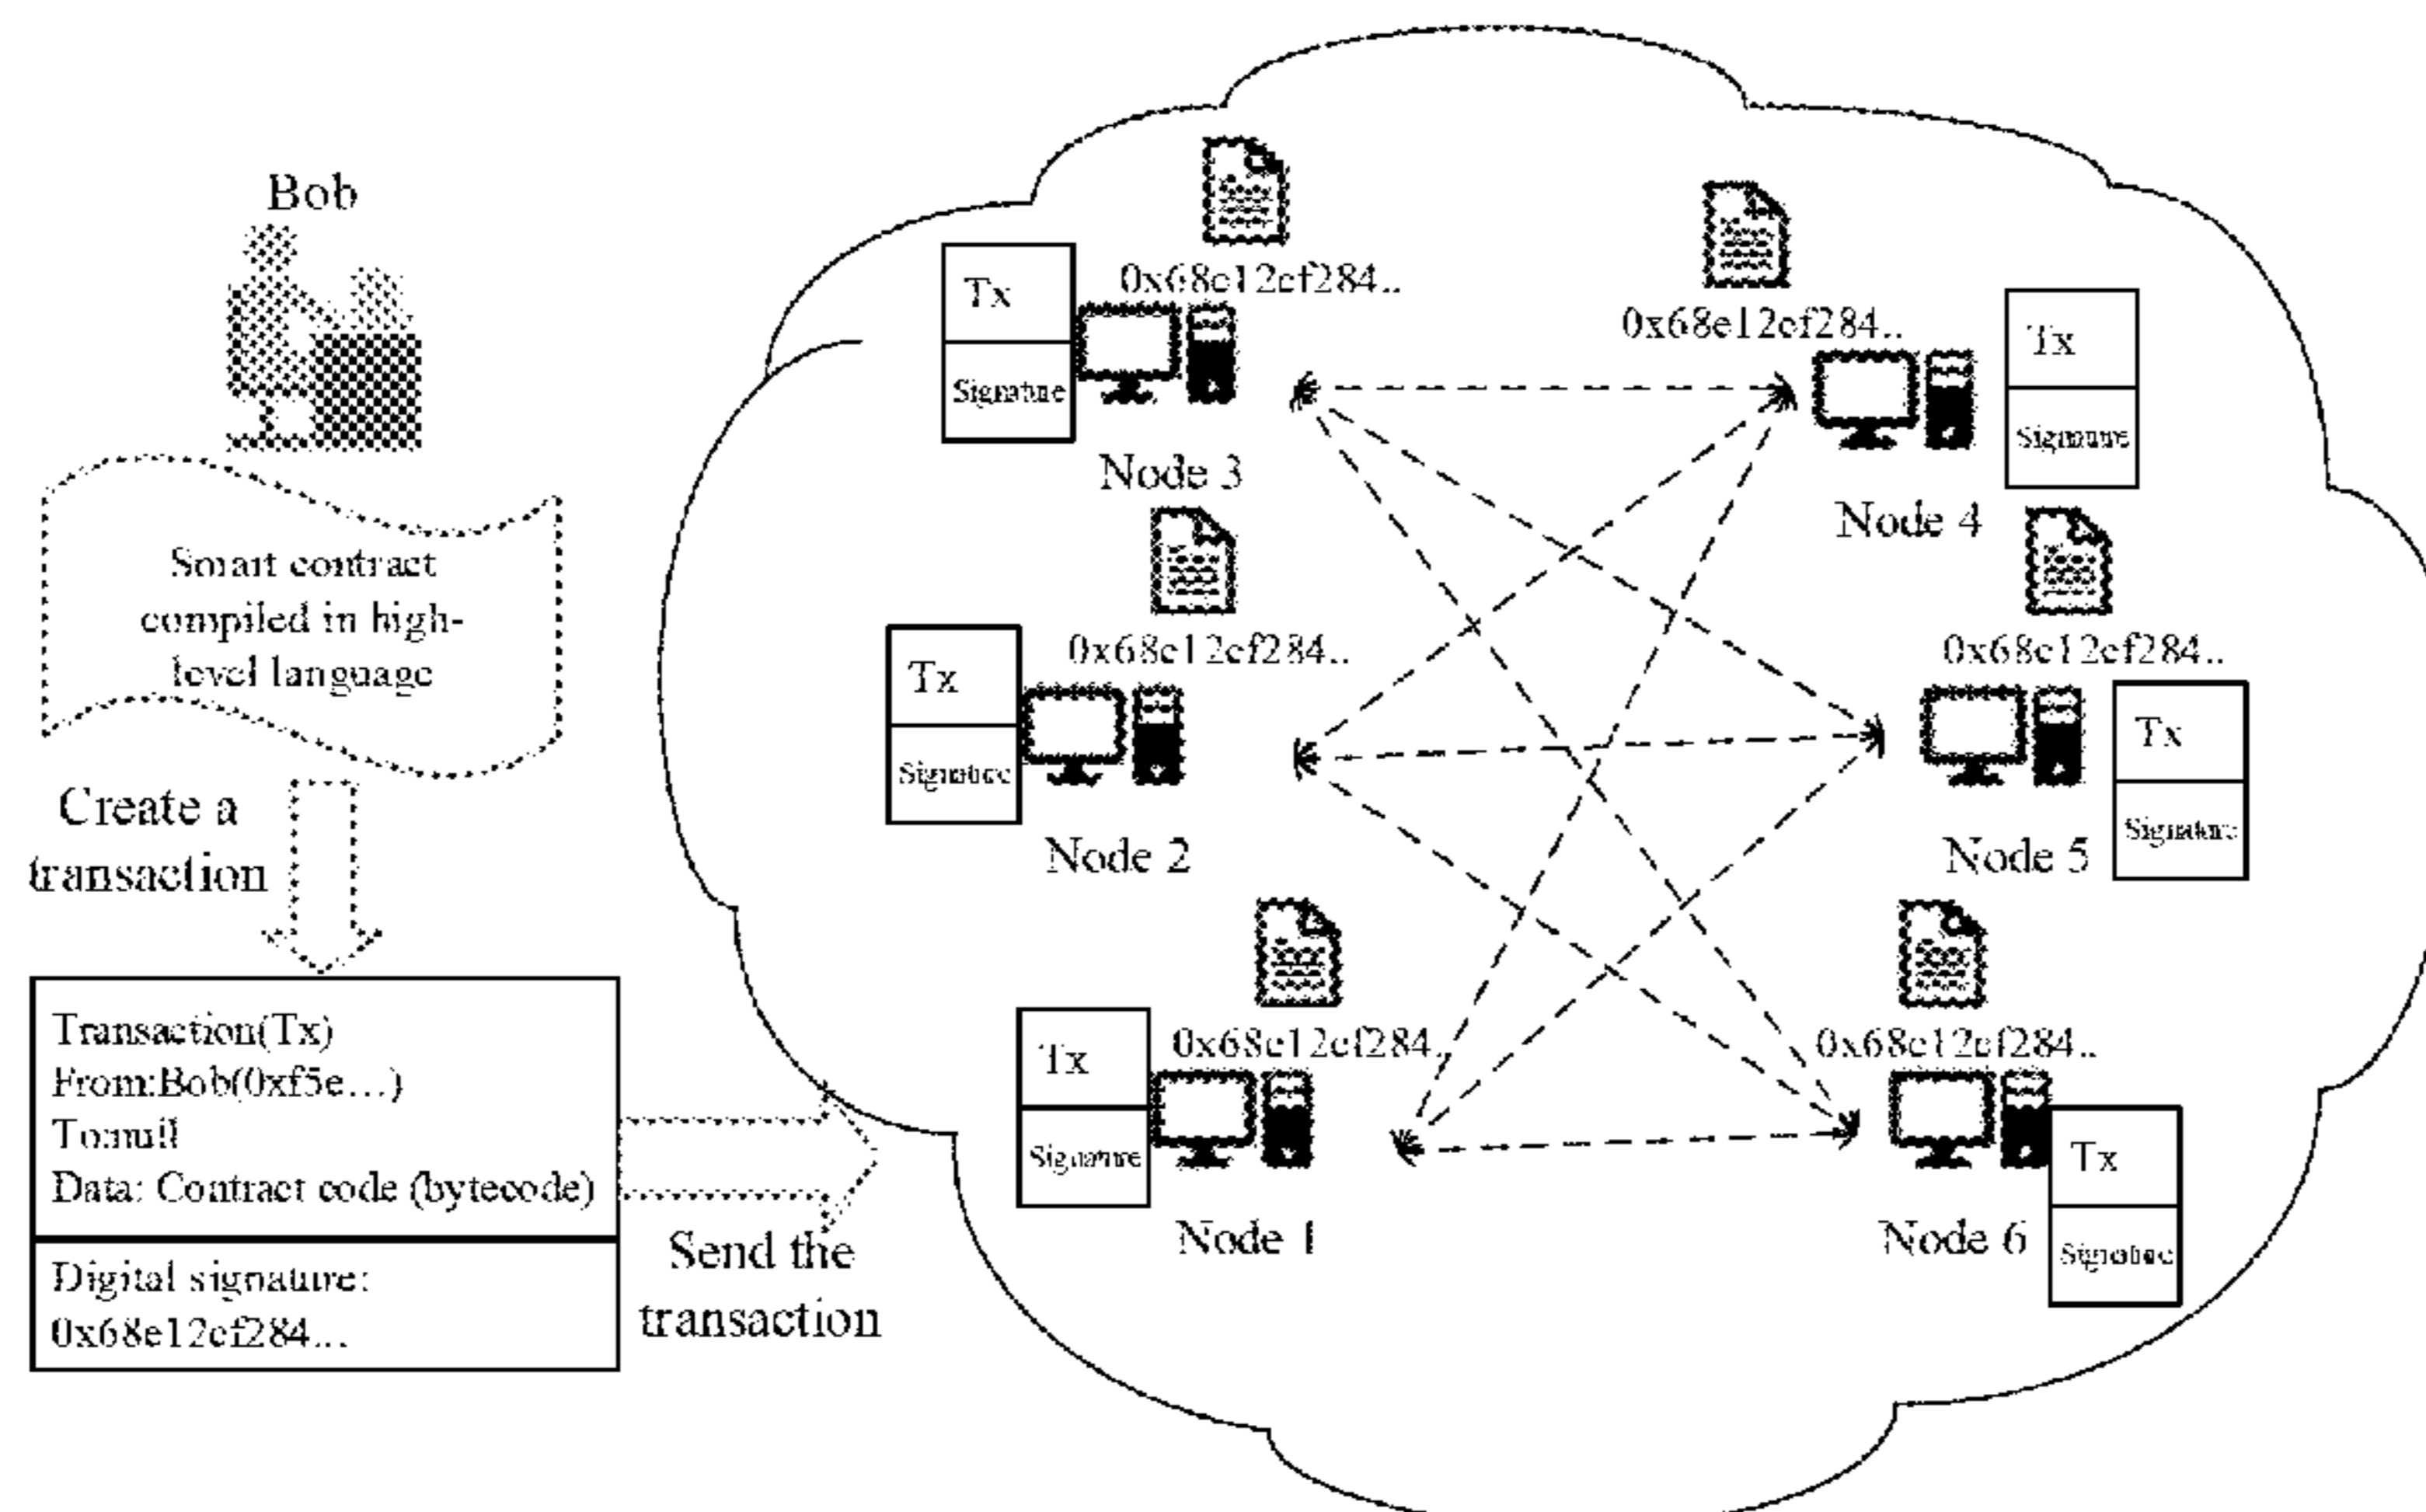 Bob
Smart contract
compiled in high-
level language
Create a
transaction
Transaction(Tx)
From:Bob(0xf5e...)
To:null
Data: Contract code (bytecode)
Digital signature:
0x68e12cf284...
Send the
transaction
Tx
Signature
0x68e12cf284..
Node 3
0x68e12cf284..
Tx
Signature
Node 4
Tx
Signature
0x68e12cf284..
Node 2
0x68e12cf284..
Tx
Signature
Node 5
Tx
Signature
0x68e12cf284..
Node 1
0x68e12cf284..
Tx
Signature
Node 6